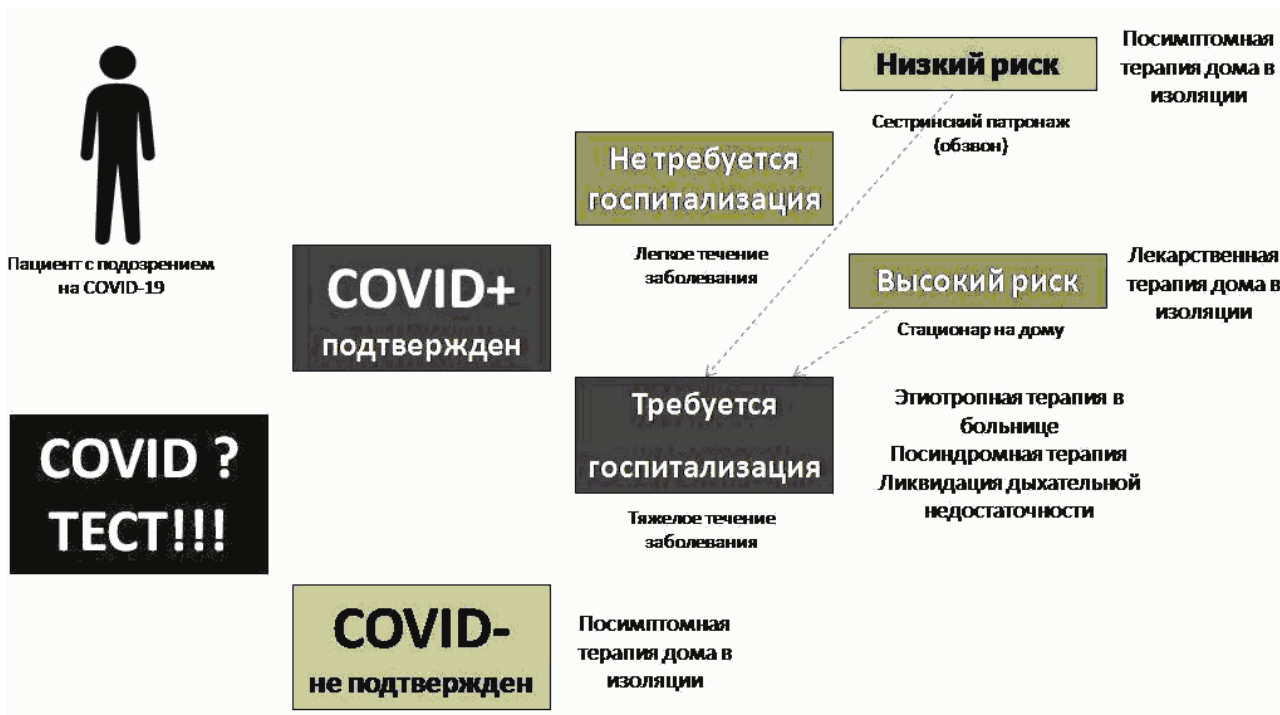 Пациент с подозрением
на COVID-19
COVID ?
ТЕСТ!!!
COVID+
подтвержден
COVID-
не подтвержден
Посимптомная
терапия дома в
изоляции
Не требуется
госпитализация
Легкое течение
заболевания
Требуется
госпитализация
Тяжелое течение
заболевания
Низкий риск
Сестринский патронаж
(обзвон)
Посимптомная
терапия дома в
изоляции
Высокий риск
Стационар на дому
Лекарственная
терапия дома в
изоляции
Этиотропная терапия в
больнице
Посиндромная терапия
Ликвидация дыхательной
недостаточности